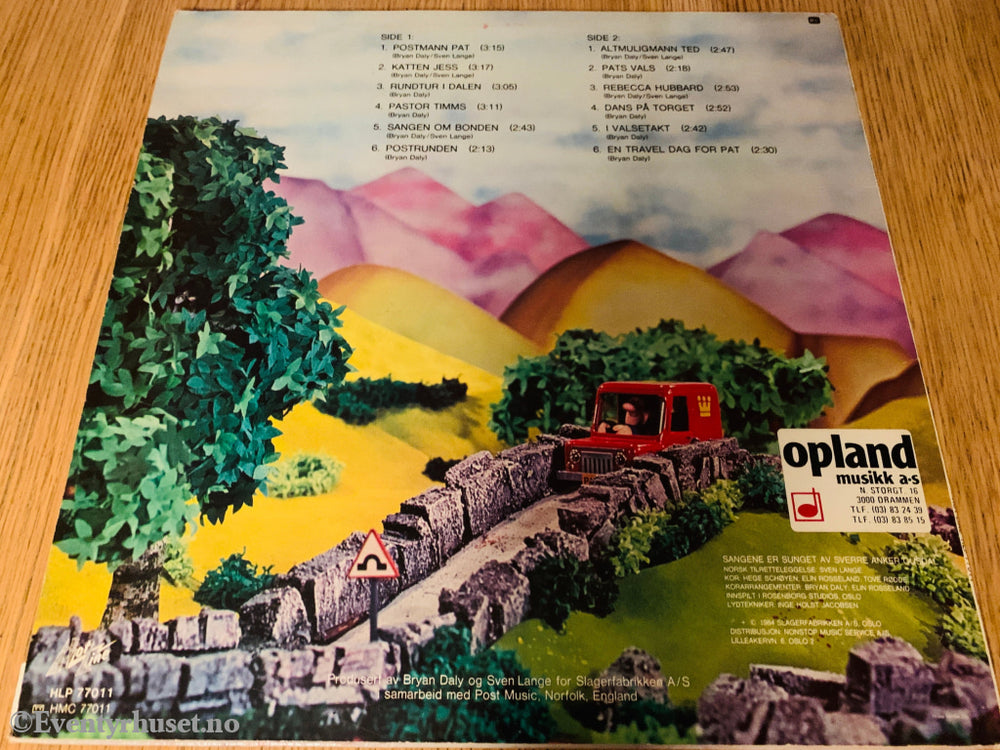 SIDE 1:
1. POSTMANN PAT (3:15)
(Bryan Daly/Sven Lange)
2. KATTEN JESS (3:17)
(Bryan Daly/Sven Lange)
3. RUNDTUR I DALEN (3:05)
(Bryan Daly)
4. PASTOR TIMMS (3:11)
(Bryan Daly)
5. SANGEN OM BONDEN (2:43)
(Bryan Daly/Sven Lange)
6. POSTRUNDEN (2:13)
(Bryan Daly)
SIDE 2:
1. ALTMULIGMANN TED (2:47)
(Bryan Daly/Sven Lange)
2. PATS VALS (2:18)
(Bryan Daly)
3. REBECCA HUBBARD (2:53)
(Bryan Daly/Sven Lange)
4. DANS PÅ TORGET (2:52)
(Bryan Daly)
5. I VALSETAKT (2:42)
(Bryan Daly)
6. EN TRAVEL DAG FOR PAT (2:30)
(Bryan Daly)
opland
musikk a·s
N. STORGT. 16
3000 DRAMMEN
TLF. (03) 83 24 39
TLF. (03) 83 85 15
SANGENE ER SUNGET AV SVERRE ANKER OUSDAL
NORSK TILRETTELEGGELSE: SVEN LANGE
KOR: HEGE SCHØYEN, ELIN ROSSELAND, TOVE RØCDE
KORARRANGEMENTER: BRYAN DALY, ELIN ROSSELAND
INNSPILT I ROSENBORG STUDIOS, OSLO
LYDTEKNIKER: INGE HOLST JACOBSEN
© 1984 SLAGERFABRIKKEN A/S
DISTRIBUSJON: NONSTOP MUSIC SERVICE A/S
LILLEAKERVN. 6, OSLO 2
Produsert av Bryan Daly og Sven Lange for Slagerfabrikken A/S
samarbeid med Post Music, Norfolk, England
HLP 77011
HMC 77011
©Eventyrhuset.no